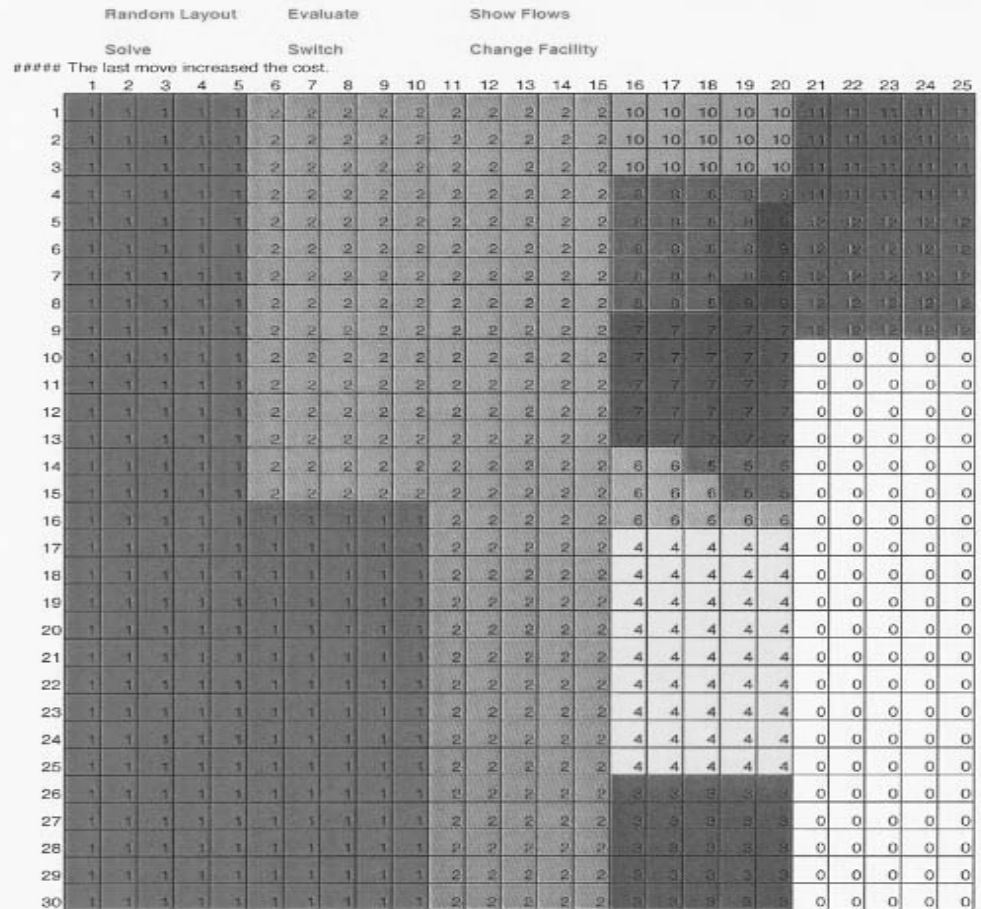 Random Layout Evaluate Show Flows
Solve Switch Change Facility
##### The last move increased the cost.
1 2 3 4 5 6 7 8 9 10 11 12 13 14 15 16 17 18 19 20 21 22 23 24 25
1 1 1 1 1 1 2 2 2 2 2 2 2 2 2 2 10 10 10 10 10 11 11 11 11 11
2 1 1 1 1 1 2 2 2 2 2 2 2 2 2 2 10 10 10 10 10 11 11 11 11 11
3 1 1 1 1 1 2 2 2 2 2 2 2 2 2 2 10 10 10 10 10 11 11 11 11 11
4 1 1 1 1 1 2 2 2 2 2 2 2 2 2 2 8 8 8 8 8 11 11 11 11 11
5 1 1 1 1 1 2 2 2 2 2 2 2 2 2 2 8 8 8 8 9 12 12 12 12 12
6 1 1 1 1 1 2 2 2 2 2 2 2 2 2 2 8 8 8 8 9 12 12 12 12 12
7 1 1 1 1 1 2 2 2 2 2 2 2 2 2 2 8 8 8 8 9 12 12 12 12 12
8 1 1 1 1 1 2 2 2 2 2 2 2 2 2 2 8 8 8 9 9 12 12 12 12 12
9 1 1 1 1 1 2 2 2 2 2 2 2 2 2 2 7 7 7 7 7 12 12 12 12 12
10 1 1 1 1 1 2 2 2 2 2 2 2 2 2 2 7 7 7 7 7 0 0 0 0 0
11 1 1 1 1 1 2 2 2 2 2 2 2 2 2 2 7 7 7 7 7 0 0 0 0 0
12 1 1 1 1 1 2 2 2 2 2 2 2 2 2 2 7 7 7 7 7 0 0 0 0 0
13 1 1 1 1 1 2 2 2 2 2 2 2 2 2 2 7 7 7 7 7 0 0 0 0 0
14 1 1 1 1 1 2 2 2 2 2 2 2 2 2 2 6 6 5 5 5 0 0 0 0 0
15 1 1 1 1 1 2 2 2 2 2 2 2 2 2 2 6 6 6 5 5 0 0 0 0 0
16 1 1 1 1 1 1 1 1 1 1 2 2 2 2 2 6 6 6 6 6 0 0 0 0 0
17 1 1 1 1 1 1 1 1 1 1 2 2 2 2 2 4 4 4 4 4 0 0 0 0 0
18 1 1 1 1 1 1 1 1 1 1 2 2 2 2 2 4 4 4 4 4 0 0 0 0 0
19 1 1 1 1 1 1 1 1 1 1 2 2 2 2 2 4 4 4 4 4 0 0 0 0 0
20 1 1 1 1 1 1 1 1 1 1 2 2 2 2 2 4 4 4 4 4 0 0 0 0 0
21 1 1 1 1 1 1 1 1 1 1 2 2 2 2 2 4 4 4 4 4 0 0 0 0 0
22 1 1 1 1 1 1 1 1 1 1 2 2 2 2 2 4 4 4 4 4 0 0 0 0 0
23 1 1 1 1 1 1 1 1 1 1 2 2 2 2 2 4 4 4 4 4 0 0 0 0 0
24 1 1 1 1 1 1 1 1 1 1 2 2 2 2 2 4 4 4 4 4 0 0 0 0 0
25 1 1 1 1 1 1 1 1 1 1 2 2 2 2 2 4 4 4 4 4 0 0 0 0 0
26 1 1 1 1 1 1 1 1 1 1 2 2 2 2 2 3 3 3 3 3 0 0 0 0 0
27 1 1 1 1 1 1 1 1 1 1 2 2 2 2 2 3 3 3 3 3 0 0 0 0 0
28 1 1 1 1 1 1 1 1 1 1 2 2 2 2 2 3 3 3 3 3 0 0 0 0 0
29 1 1 1 1 1 1 1 1 1 1 2 2 2 2 2 3 3 3 3 3 0 0 0 0 0
30 1 1 1 1 1 1 1 1 1 1 2 2 2 2 2 3 3 3 3 3 0 0 0 0 0